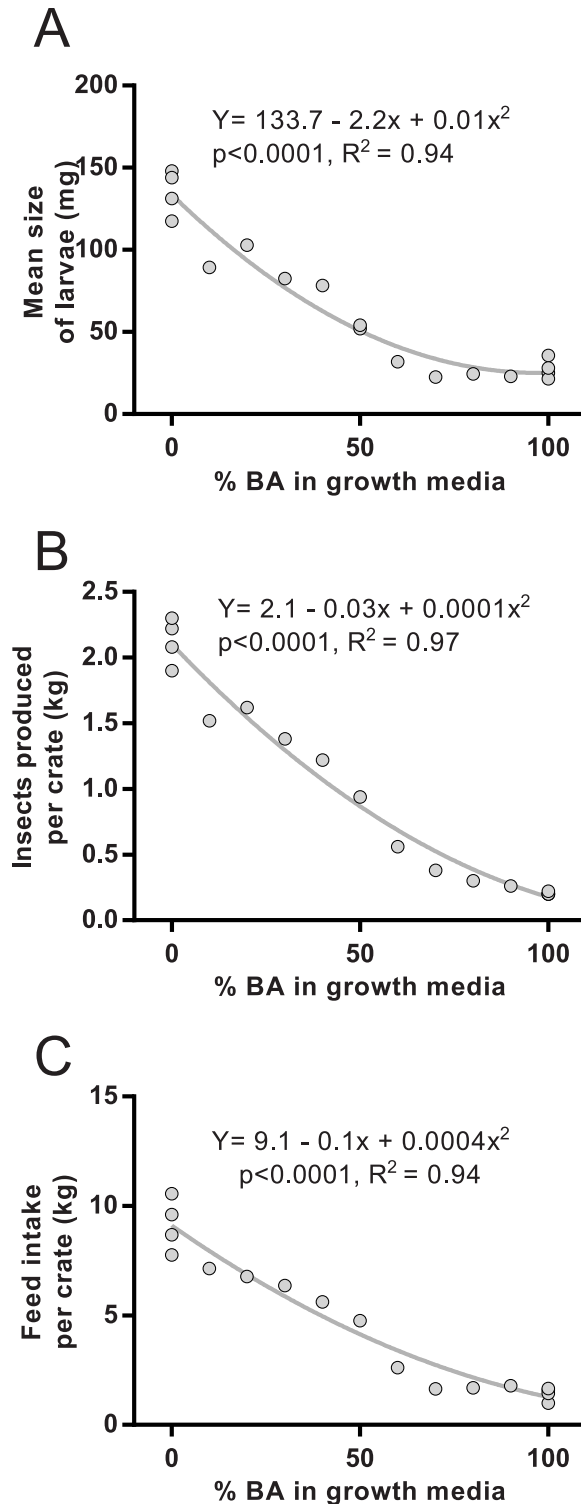 A
Y= 133.7 - 2.2x + 0.01x²
p<0.0001, R² = 0.94
Mean size
of larvae (mg)
200
150
100
50
0
0 50 100
% BA in growth media
B
Y= 2.1 - 0.03x + 0.0001x²
p<0.0001, R² = 0.97
Insects produced
per crate (kg)
2.5
2.0
1.5
1.0
0.5
0.0
0 50 100
% BA in growth media
C
Y= 9.1 - 0.1x + 0.0004x²
p<0.0001, R² = 0.94
Feed intake
per crate (kg)
15
10
5
0
0 50 100
% BA in growth media